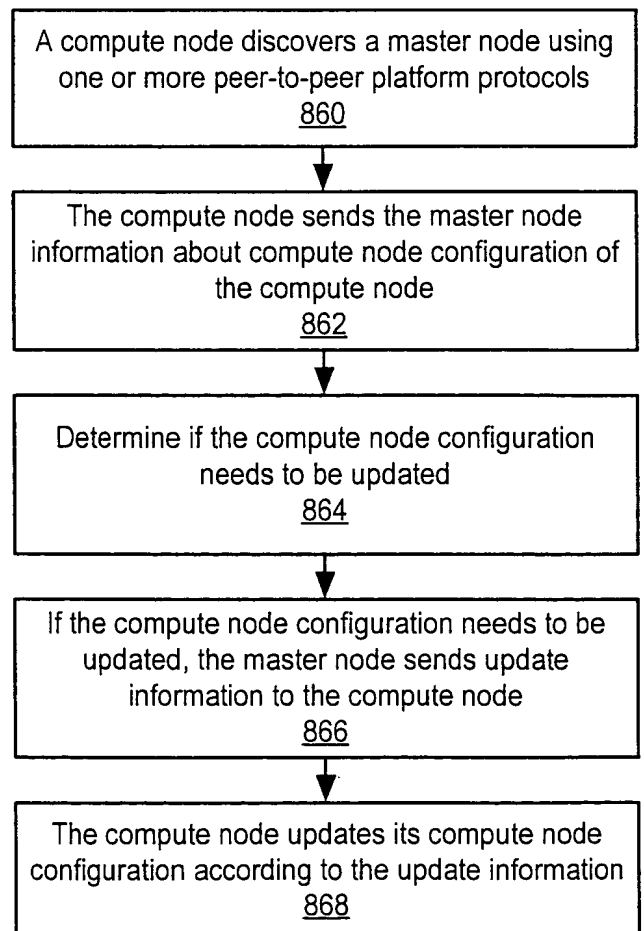 A compute node discovers a master node using
one or more peer-to-peer platform protocols
860
The compute node sends the master node
information about compute node configuration of
the compute node
862
Determine if the compute node configuration
needs to be updated
864
If the compute node configuration needs to be
updated, the master node sends update
information to the compute node
866
The compute node updates its compute node
configuration according to the update information
868